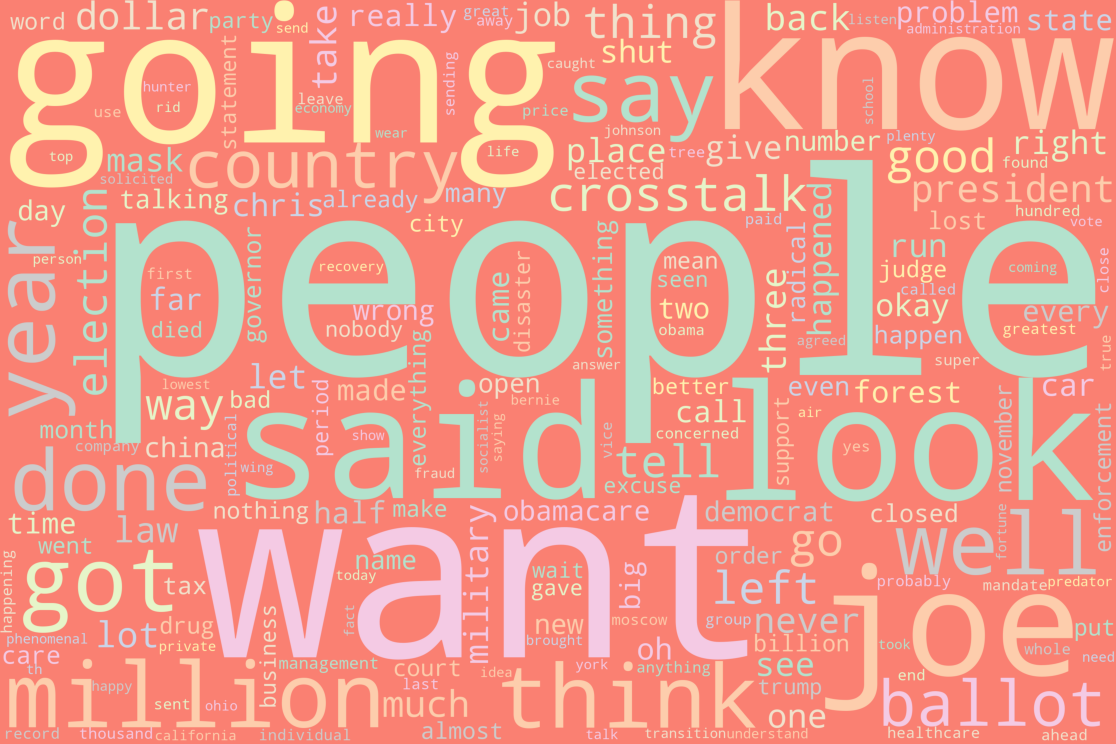 word dollar party great send away job thing back listen problem administration state
going take really
hunter rid leave economy caught shut say know
use statement sending price school
top wear life johnson
mask solicited country place elected tree give number plenty good found right
talking chris already many crosstalk president
day election city paid lost hundred vote
year person people governor recovery something mean seen radical happened run judge coming close
first far wrong came disaster two three okay called every
died nobody obama agreed happen greatest true
everything answer super
lowest let period made open bernie better even forest car
way bad call concerned air
month company china political said socialist saying vice support look november
show tell yes
wing fraud excuse enforcement
done nothing half make obamacare democrat closed
time law military well fortune
went name wait order go
happening got tax today want gave big left probably mandate predator
phenomenal lot drug business fact new brought moscow group never joe put
care private management oh billion took whole need
th court idea york anything see end
million happy last think trump ballot
sent ohio much one
record thousand california individual almost talk transition understand healthcare ahead